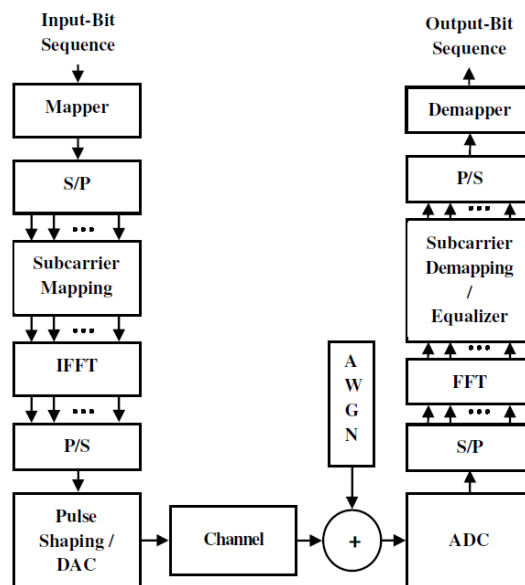 Input-Bit
Sequence
Mapper
S/P
•••
Subcarrier
Mapping
•••
IFFT
•••
P/S
Pulse
Shaping /
DAC
Channel
A
W
G
N
+
ADC
S/P
•••
FFT
•••
Subcarrier
Demapping
/
Equalizer
•••
P/S
Demapper
Output-Bit
Sequence